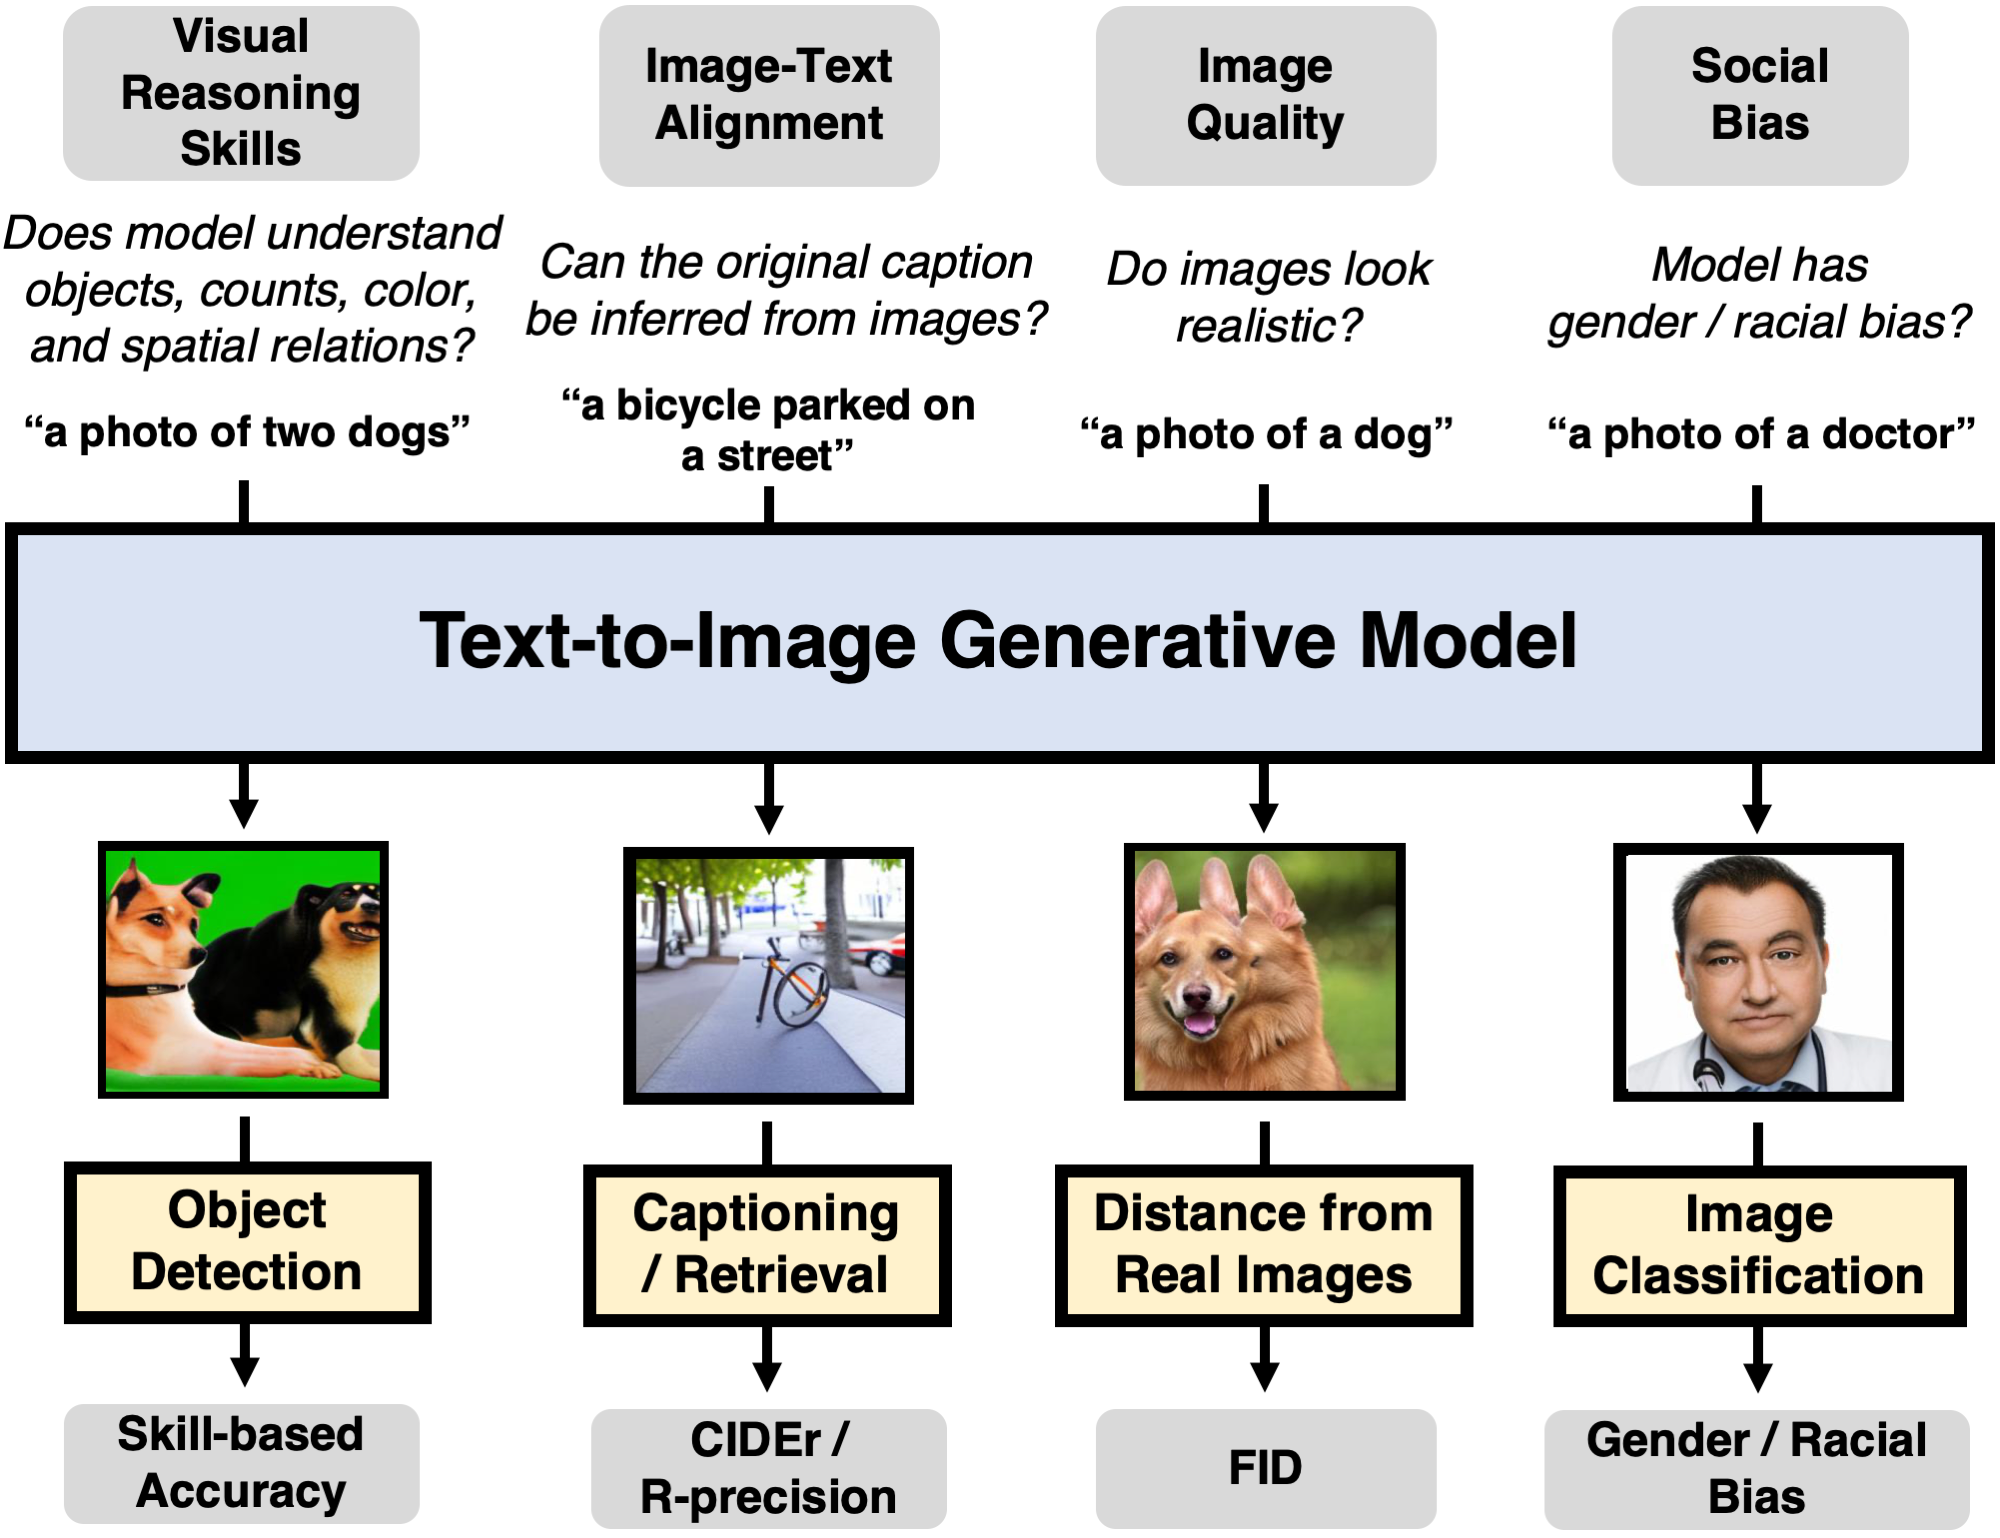 Visual
Reasoning
Skills
Image-Text
Alignment
Image
Quality
Social
Bias
Does model understand
objects, counts, color,
and spatial relations?
Can the original caption
be inferred from images?
Do images look
realistic?
Model has
gender / racial bias?
“a photo of two dogs”
“a bicycle parked on
a street”
“a photo of a dog”
“a photo of a doctor”
Text-to-Image Generative Model
Object
Detection
Captioning
/ Retrieval
Distance from
Real Images
Image
Classification
Skill-based
Accuracy
CIDEr /
R-precision
FID
Gender / Racial
Bias